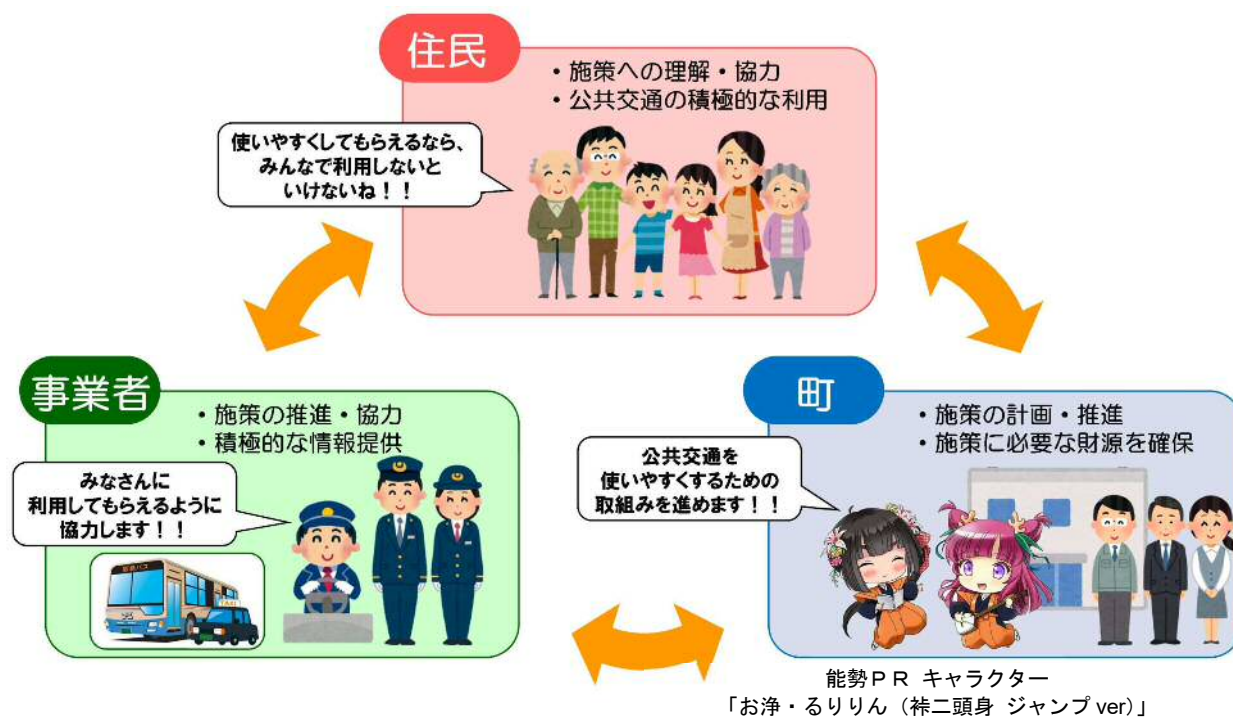 住民
・施策への理解・協力
・公共交通の積極的な利用
使いやすくしてもらえるなら、
みんなで利用しないと
いけないね！！
事業者
・施策の推進・協力
・積極的な情報提供
みなさんに
利用してもらえるように
協力します！！
TAXI
町
・施策の計画・推進
・施策に必要な財源を確保
公共交通を
使いやすくするための
取組みを進めます！！
能勢ＰＲ キャラクター
「お浄・るりりん（裃二頭身 ジャンプ ver）」